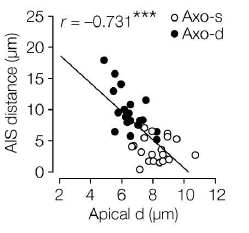 r = −0.731***
Axo-s
Axo-d
AIS distance (μm)
25
20
15
10
5
0
2 4 6 8 10 12
Apical d (μm)